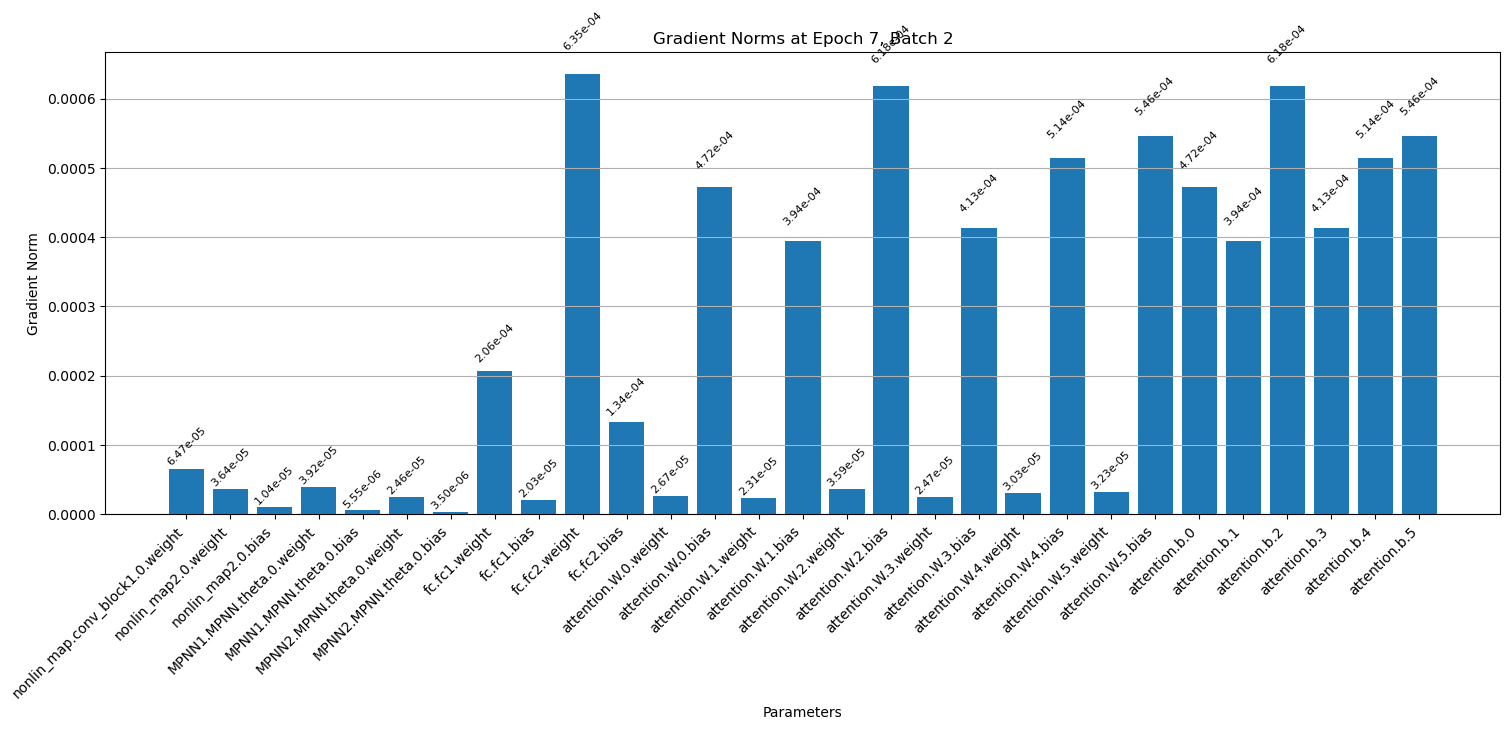 Gradient Norms at Epoch 7, Batch 2
Gradient Norm
0.0006
0.0005
0.0004
0.0003
0.0002
0.0001
0.0000
6.47e-05
3.64e-05
1.04e-05
3.92e-05
5.55e-06
2.46e-05
3.50e-06
2.06e-04
2.03e-05
6.35e-04
1.34e-04
2.67e-05
4.72e-04
2.31e-05
3.94e-04
3.59e-05
6.18e-04
2.47e-05
4.13e-04
3.03e-05
5.14e-04
3.23e-05
5.46e-04
4.72e-04
3.94e-04
6.18e-04
4.13e-04
5.14e-04
5.46e-04
nonlin_map.conv_block1.0.weight
nonlin_map2.0.weight
nonlin_map2.0.bias
MPNN1.MPNN.theta.0.weight
MPNN1.MPNN.theta.0.bias
MPNN2.MPNN.theta.0.weight
MPNN2.MPNN.theta.0.bias
fc.fc1.weight
fc.fc1.bias
fc.fc2.weight
fc.fc2.bias
attention.W.0.weight
attention.W.0.bias
attention.W.1.weight
attention.W.1.bias
attention.W.2.weight
attention.W.2.bias
attention.W.3.weight
attention.W.3.bias
attention.W.4.weight
attention.W.4.bias
attention.W.5.weight
attention.W.5.bias
attention.b.0
attention.b.1
attention.b.2
attention.b.3
attention.b.4
attention.b.5
Parameters